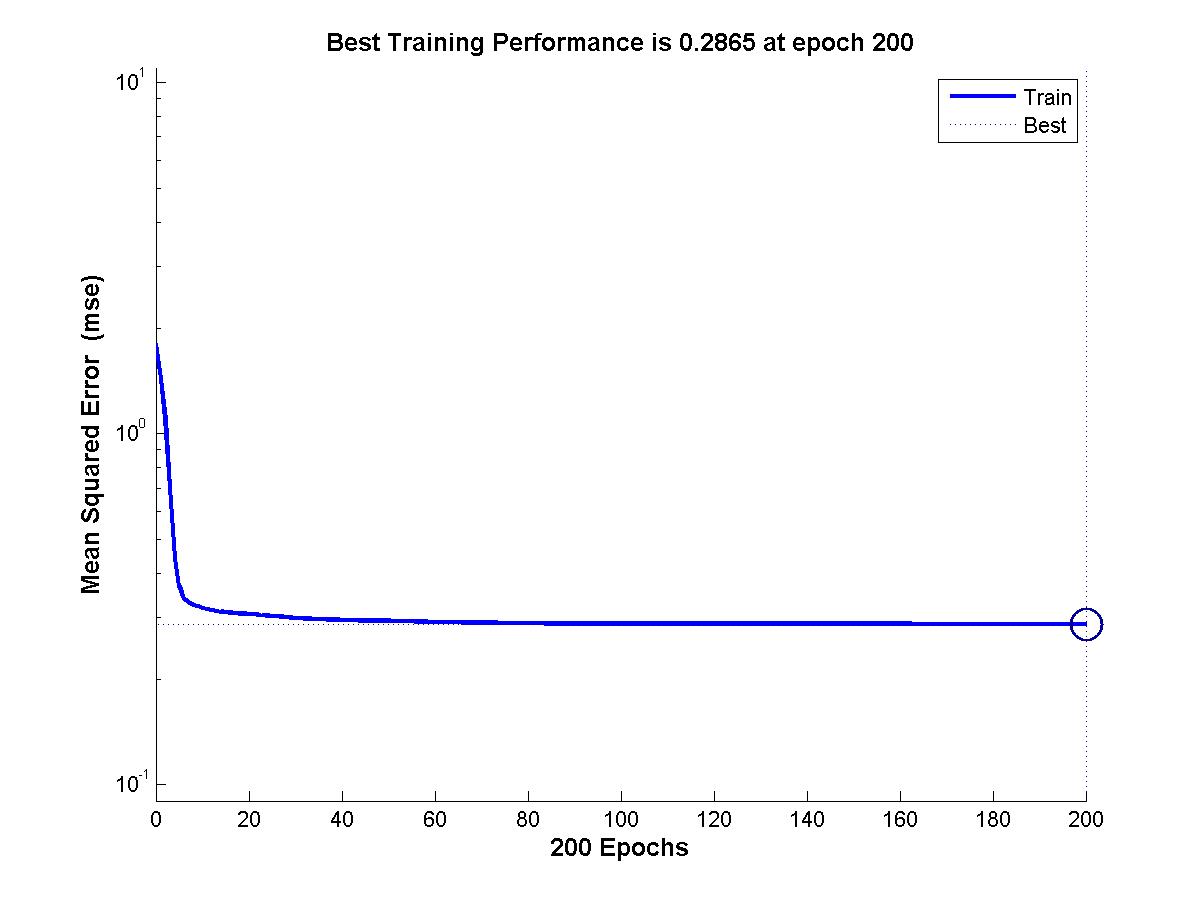 Best Training Performance is 0.2865 at epoch 200
10^1
Train
Best
Mean Squared Error (mse)
10^0
10^-1
0 20 40 60 80 100 120 140 160 180 200
200 Epochs